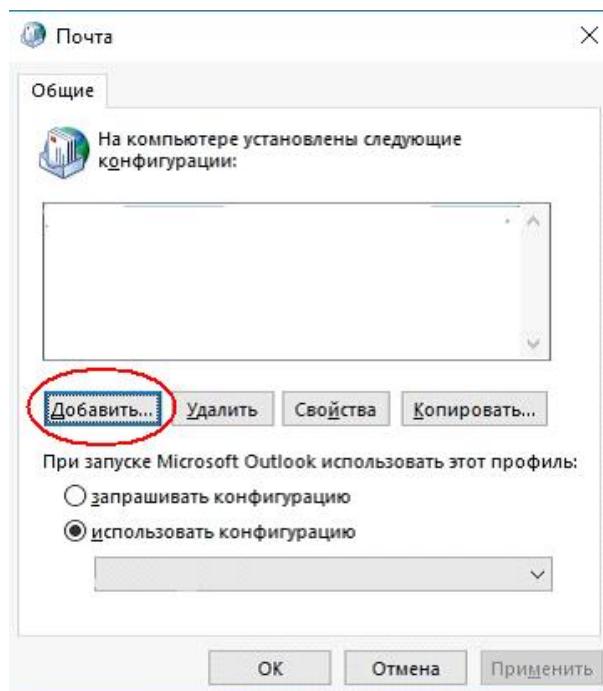 Почта
Общие
На компьютере установлены следующие
конфигурации:
Добавить... Удалить Свойства Копировать...
При запуске Microsoft Outlook использовать этот профиль:
запрашивать конфигурацию
использовать конфигурацию
ОК Отмена Применить